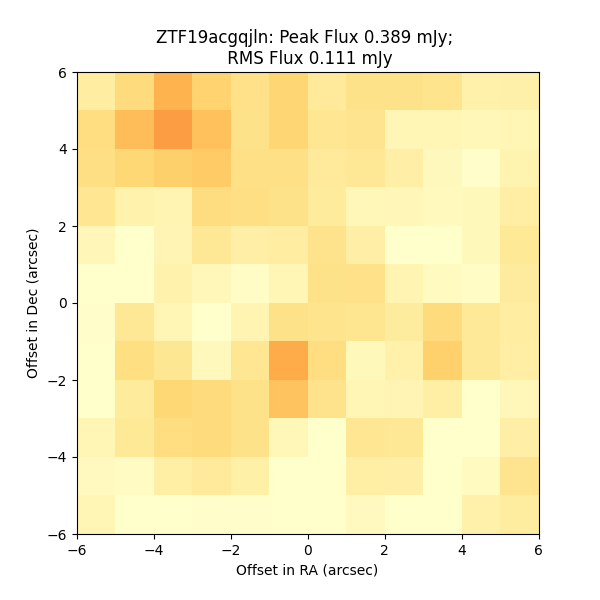 ZTF19acgqjln: Peak Flux 0.389 mJy;
RMS Flux 0.111 mJy
6
4
2
0
−2
−4
−6
Offset in Dec (arcsec)
−6 −4 −2 0 2 4 6
Offset in RA (arcsec)